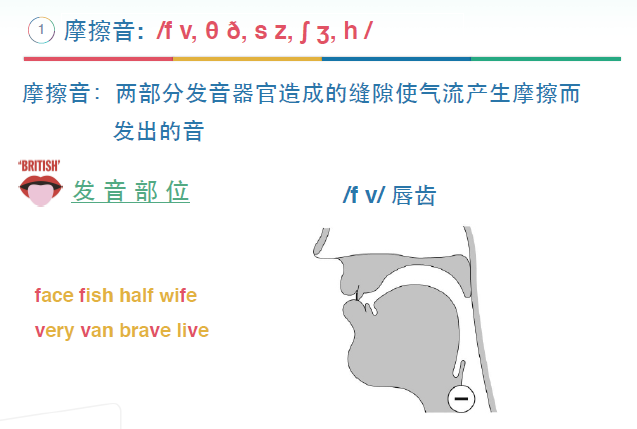 ① 摩擦音: /f v, θ ð, s z, ʃ ʒ, h /
摩擦音：两部分发音器官造成的缝隙使气流产生摩擦而
发出的音
"BRITISH'
发 音 部 位
/f v/ 唇齿
face fish half wife
very van brave live